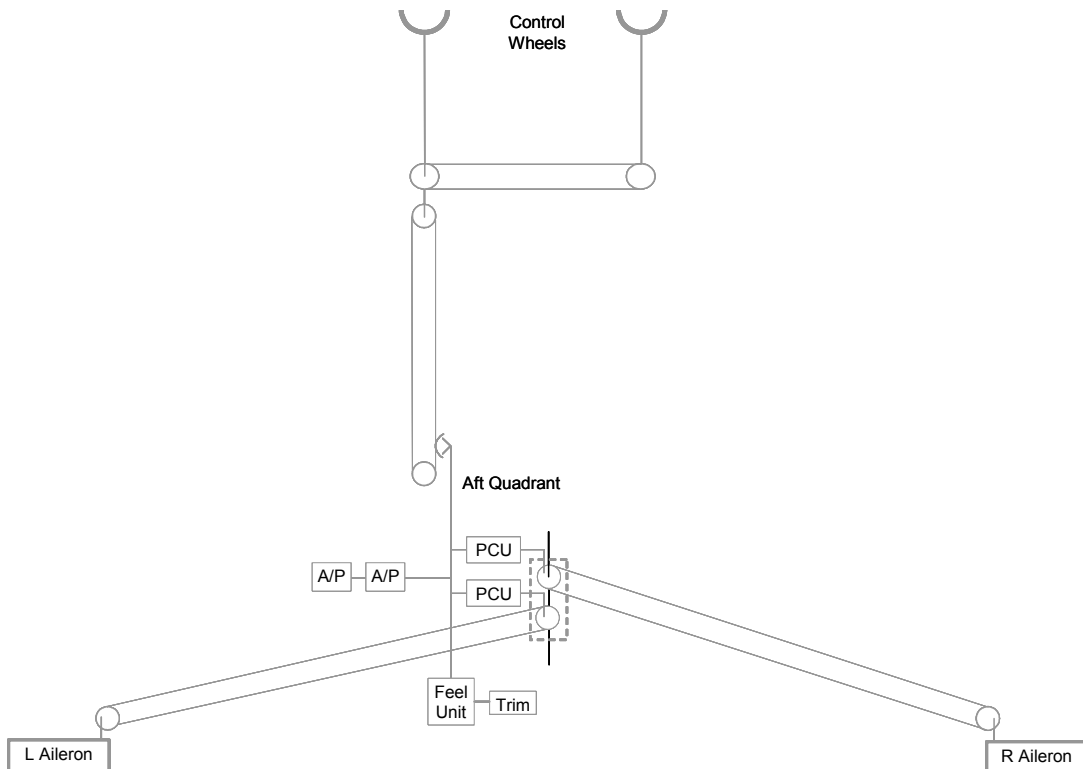 Control
Wheels
Aft Quadrant
PCU
A/P
A/P
PCU
Feel
Unit
Trim
L Aileron
R Aileron